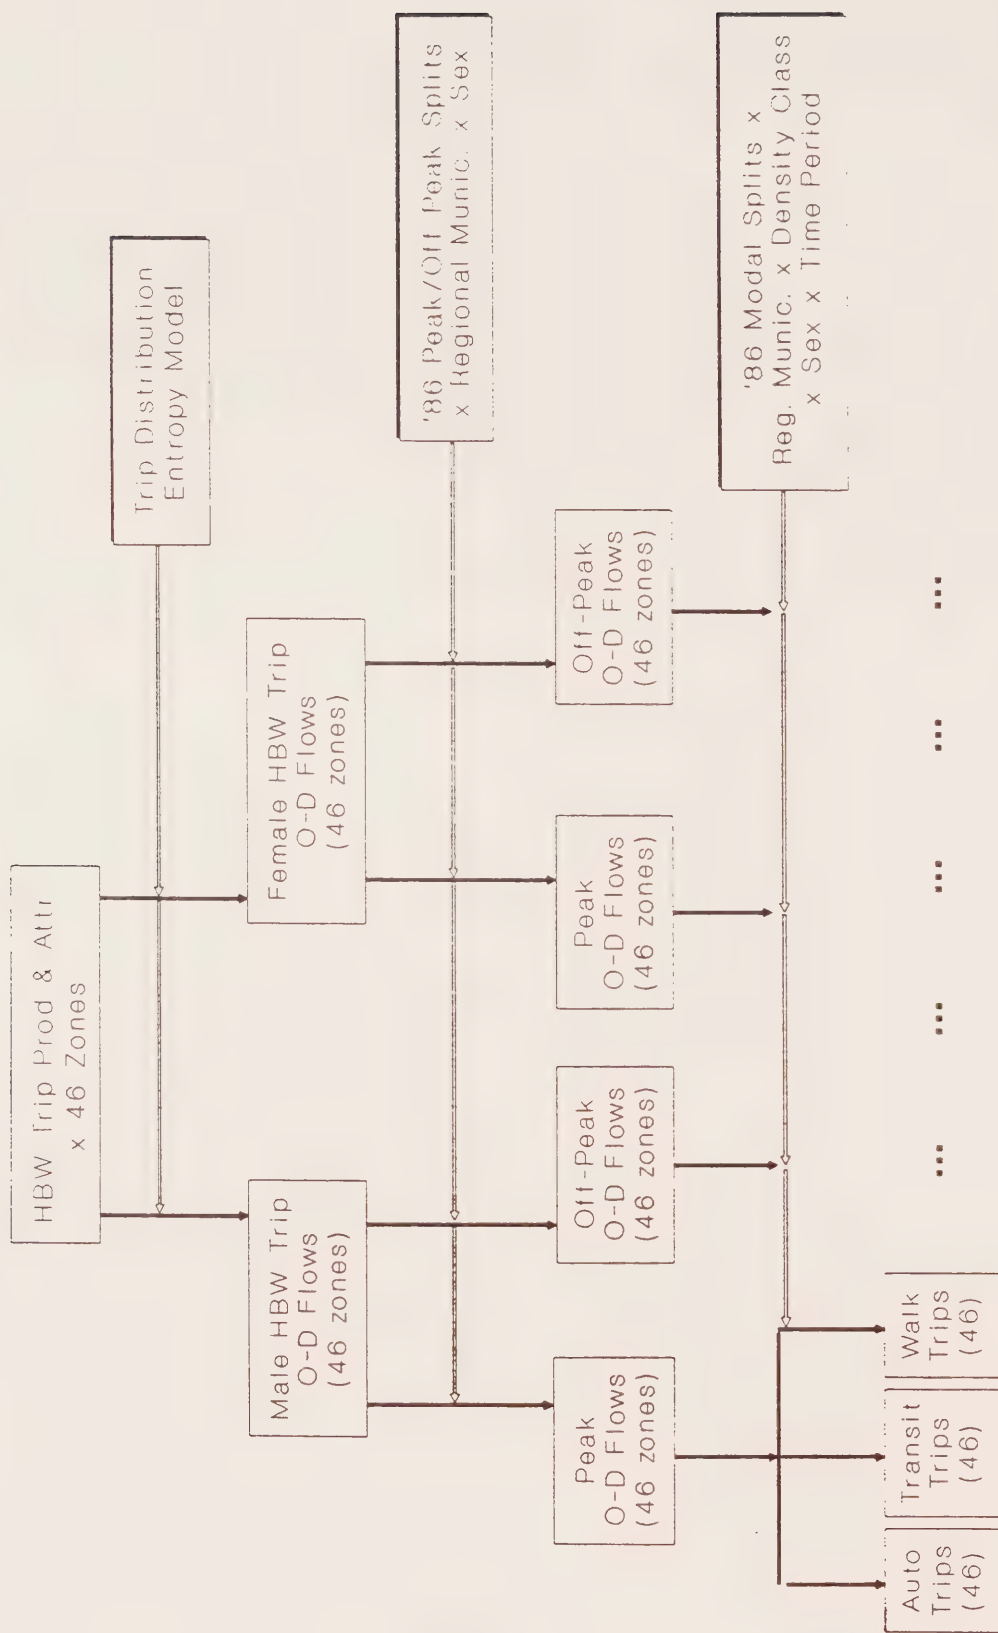 HBW Trip Prod & Attr
x 46 Zones
Trip Distribution
Entropy Model
Male HBW Trip
O-D Flows
(46 zones)
Female HBW Trip
O-D Flows
(46 zones)
'86 Peak/Off Peak Splits
x Regional Munic. x Sex
Peak
O-D Flows
(46 zones)
Off-Peak
O-D Flows
(46 zones)
Peak
O-D Flows
(46 zones)
Off-Peak
O-D Flows
(46 zones)
'86 Modal Splits x
Reg. Munic. x Density Class
x Sex x Time Period
Auto
Trips
(46)
Transit
Trips
(46)
Walk
Trips
(46)
... ... ... ... ...